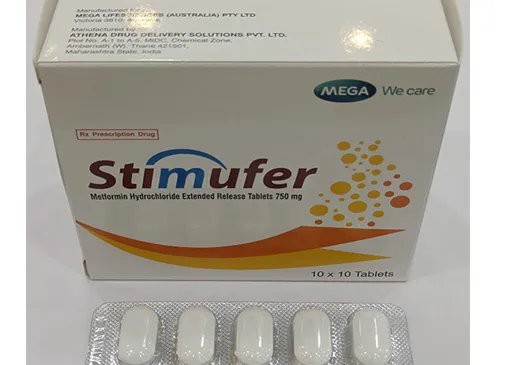 Manufactured for:
MEGA LIFESCIENCES (AUSTRALIA) PTY LTD
Victoria 3810, Australia.
Manufactured by:
ATHENA DRUG DELIVERY SOLUTIONS PVT. LTD.
Plot No. A-1 to A-5, MIDC, Chemical Zone,
Ambernath (W), Thane 421501,
Maharashtra State, India
MEGA We care
Rx Prescription Drug
Stimufer
Metformin Hydrochloride Extended Release Tablets 750 mg
10 x 10 Tablets